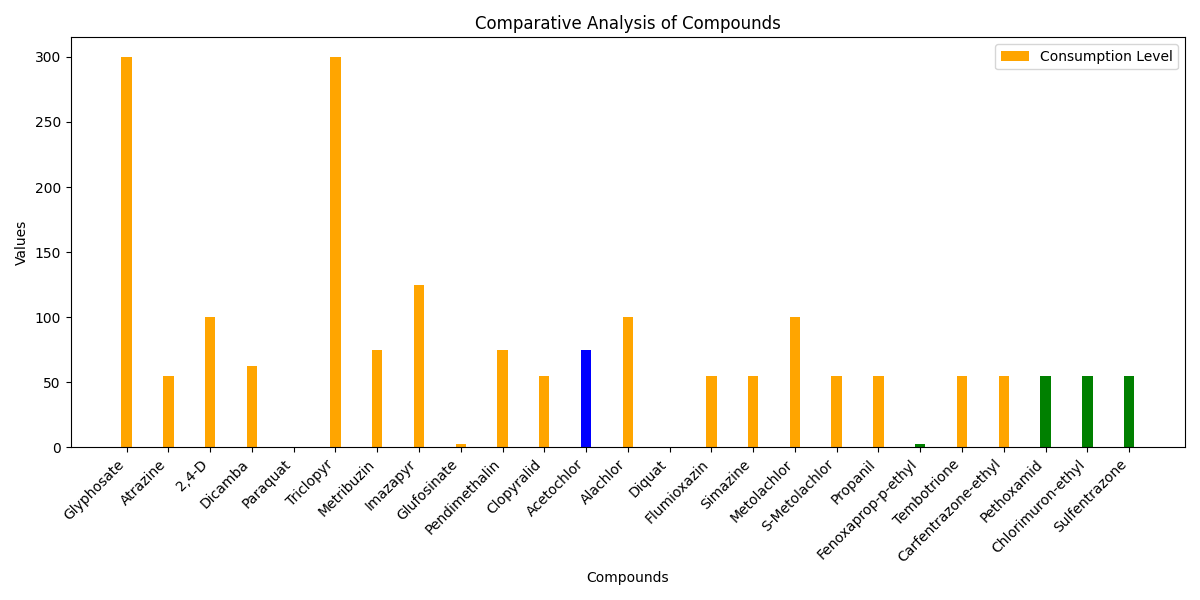 Comparative Analysis of Compounds
Consumption Level
Values
300
250
200
150
100
50
0
Glyphosate
Atrazine
2,4-D
Dicamba
Paraquat
Triclopyr
Metribuzin
Imazapyr
Glufosinate
Pendimethalin
Clopyralid
Acetochlor
Alachlor
Diquat
Flumioxazin
Simazine
Metolachlor
S-Metolachlor
Propanil
Fenoxaprop-p-ethyl
Tembotrione
Carfentrazone-ethyl
Pethoxamid
Chlorimuron-ethyl
Sulfentrazone
Compounds